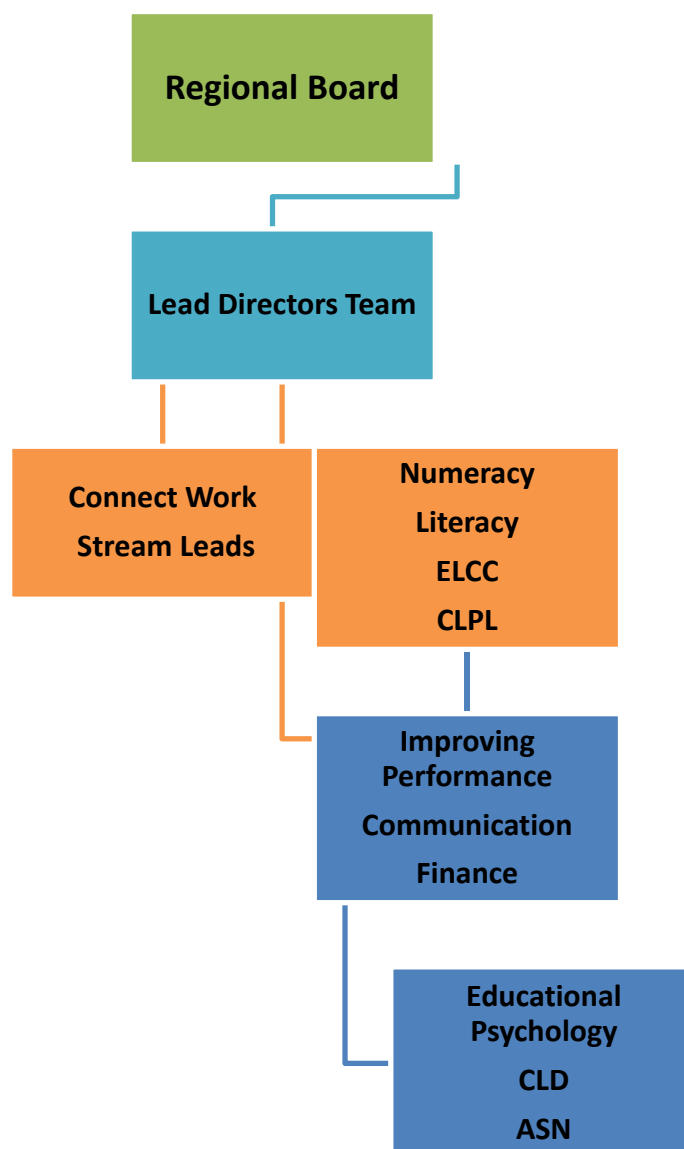 Regional Board
Lead Directors Team
Connect Work
Stream Leads
Numeracy
Literacy
ELCC
CLPL
Improving
Performance
Communication
Finance
Educational
Psychology
CLD
ASN